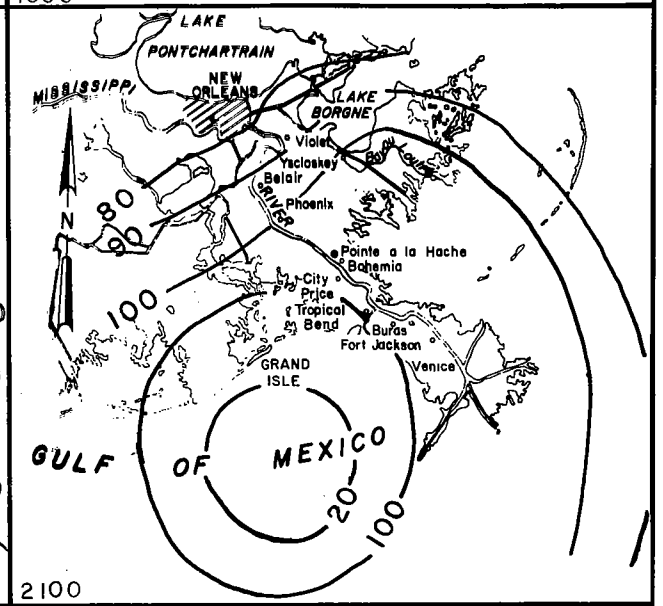 LAKE
PONTCHARTRAIN
NEW
ORLEANS
MISSISSIPPI
LAKE
BORGNE
Violet
Yscloskey
Belair
RIVER
Phoenix
80
90
N
100
Pointe a la Hache
Bohemia
City
Price
Tropical
Bend
Buras
Fort Jackson
GRAND
ISLE
Venice
GULF OF MEXICO
20
100
2100